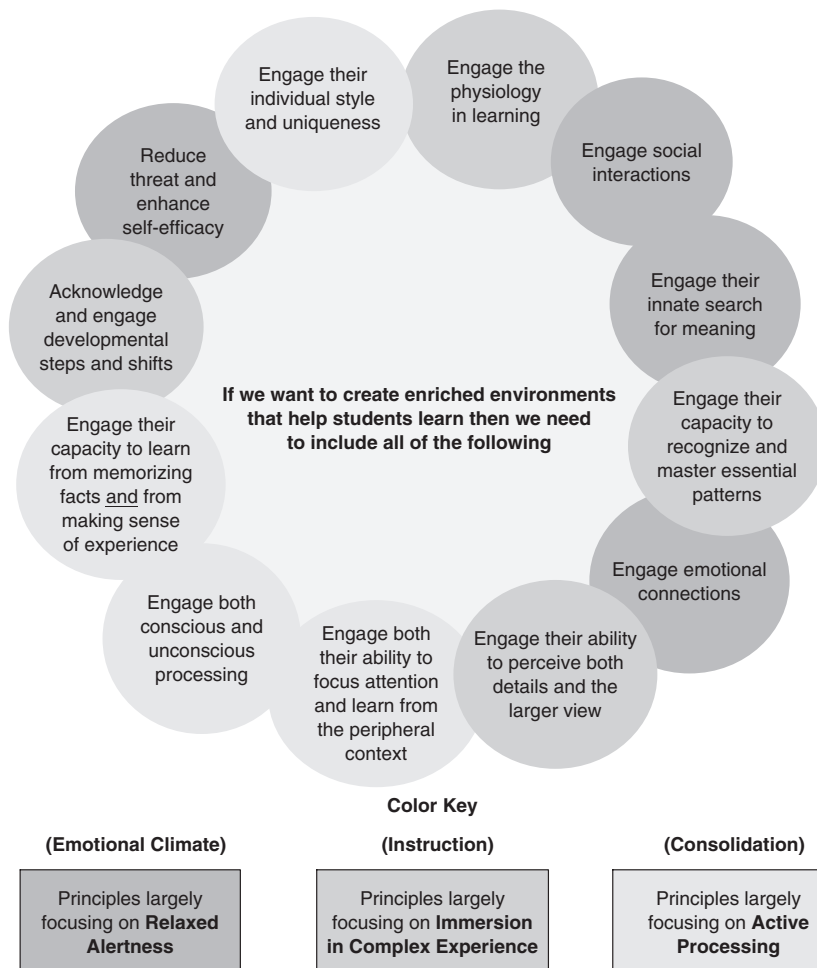 Engage their
individual style
and uniqueness
Engage the
physiology
in learning
Engage social
interactions
Engage their
innate search
for meaning
Engage their
capacity to
recognize and
master essential
patterns
Engage emotional
connections
Engage their ability
to perceive both
details and the
larger view
Engage both
their ability to
focus attention
and learn from
the peripheral
context
Engage both
conscious and
unconscious
processing
Engage their
capacity to learn
from memorizing
facts and from
making sense
of experience
Acknowledge
and engage
developmental
steps and shifts
Reduce
threat and
enhance
self-efficacy
If we want to create enriched environments
that help students learn then we need
to include all of the following
Color Key
(Emotional Climate)
Principles largely
focusing on Relaxed
Alertness
(Instruction)
Principles largely
focusing on Immersion
in Complex Experience
(Consolidation)
Principles largely
focusing on Active
Processing